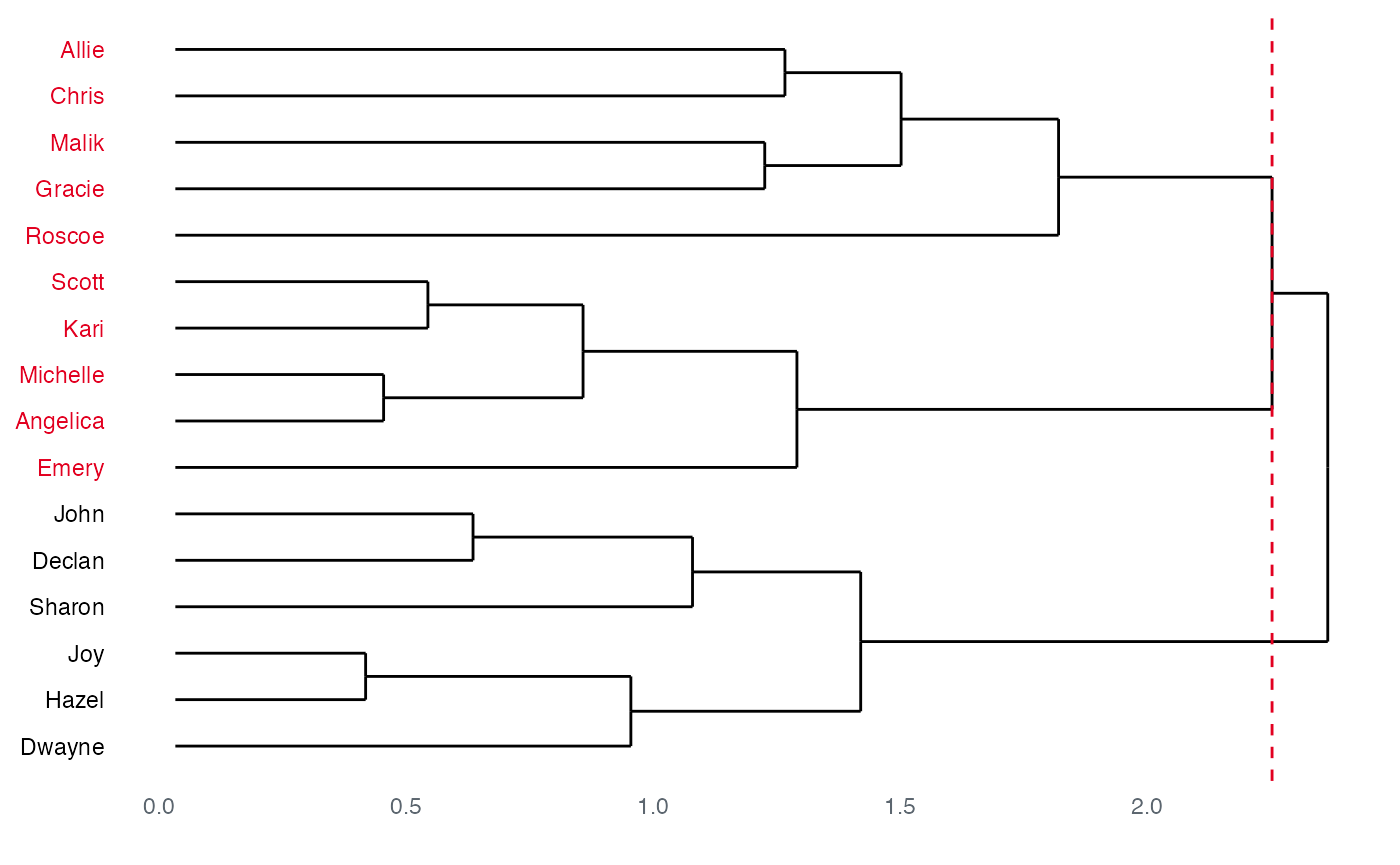 Allie
Chris
Malik
Gracie
Roscoe
Scott
Kari
Michelle
Angelica
Emery
John
Declan
Sharon
Joy
Hazel
Dwayne
0.0 0.5 1.0 1.5 2.0